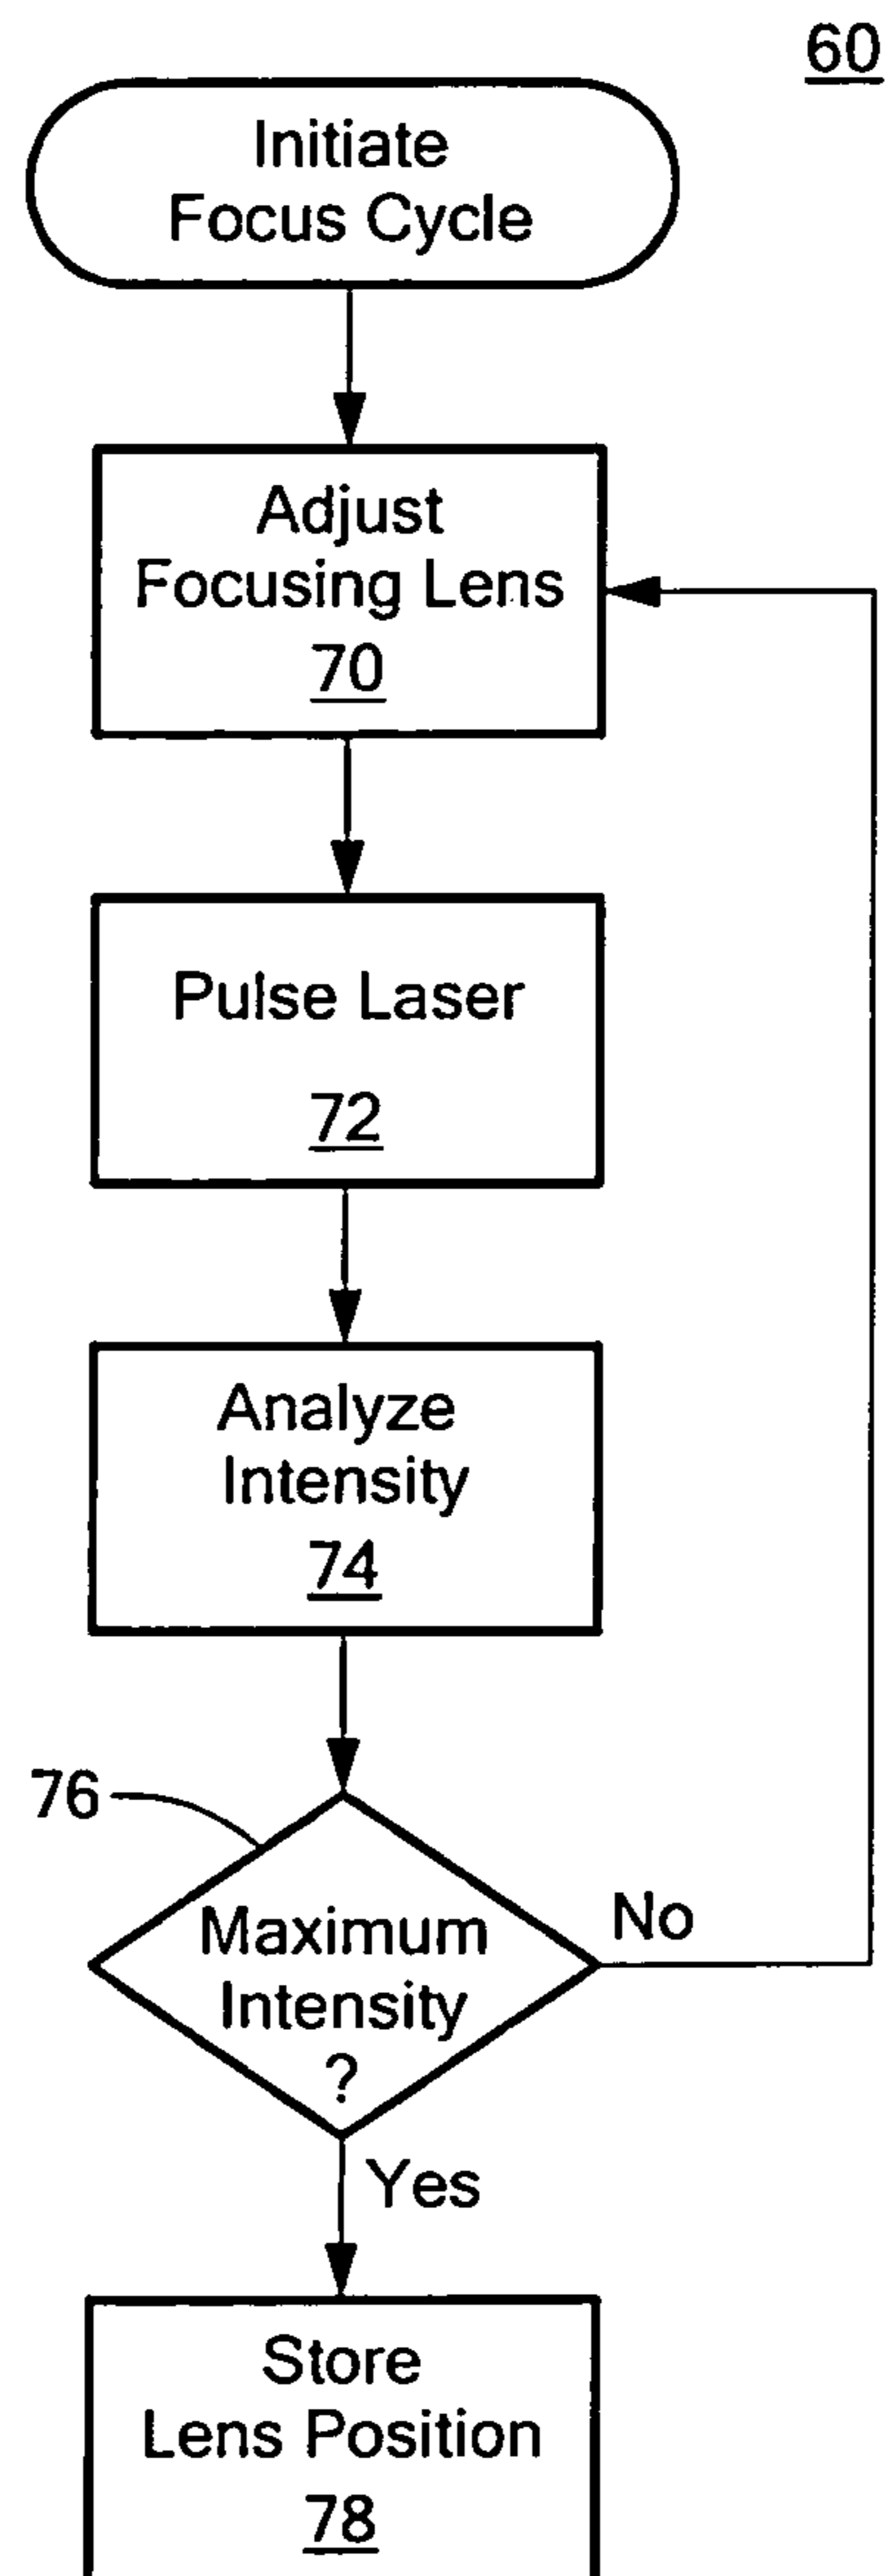 60
Initiate
Focus Cycle
Adjust
Focusing Lens
70
Pulse Laser
72
Analyze
Intensity
74
76
Maximum
Intensity
?
No
Yes
Store
Lens Position
78